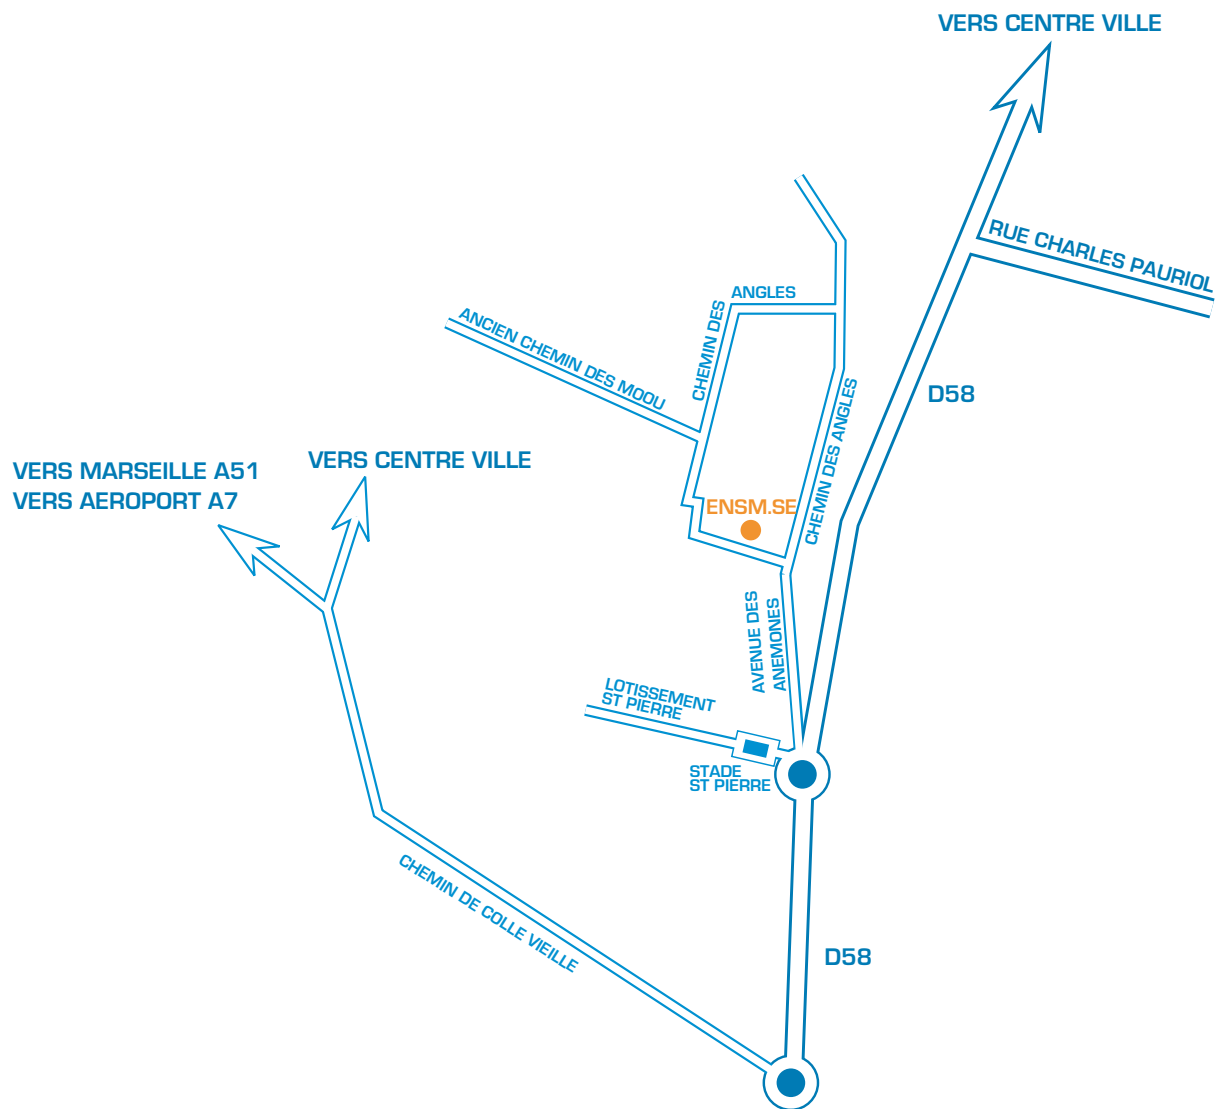 VERS CENTRE VILLE
RUE CHARLES PAURIOL
ANGLES
CHEMIN DES
ANCIEN CHEMIN DES MOOU
D58
CHEMIN DES ANGLES
VERS MARSEILLE A51
VERS AEROPORT A7
VERS CENTRE VILLE
ENSM.SE
AVENUE DES
ANEMONES
LOTISSEMENT
ST PIERRE
STADE
ST PIERRE
CHEMIN DE COLLE VIEILLE
D58